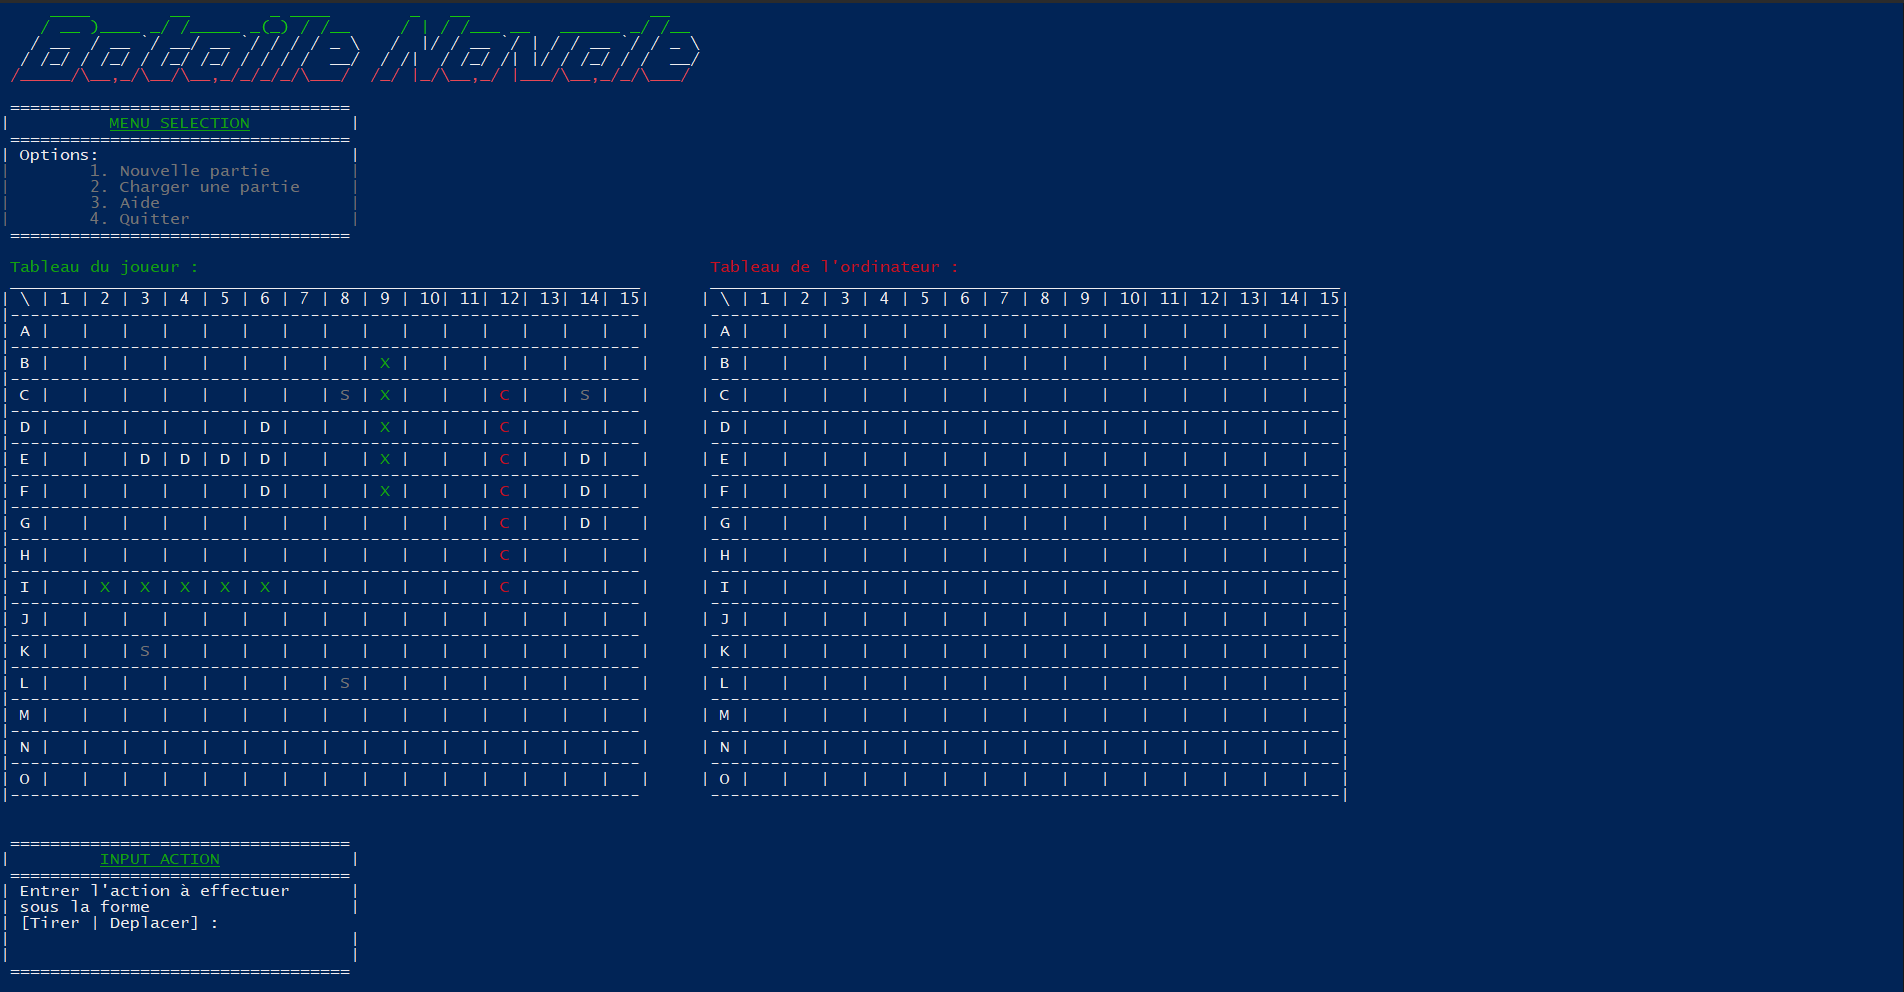 Bataille Navale
MENU SELECTION
Options:
1. Nouvelle partie
2. Charger une partie
3. Aide
4. Quitter
Tableau du joueur :
| \ | 1 | 2 | 3 | 4 | 5 | 6 | 7 | 8 | 9 | 10| 11| 12| 13| 14| 15|
| A |   |   |   |   |   |   |   |   |   |   |   |   |   |   |   |
| B |   |   |   |   |   |   |   |   | X |   |   |   |   |   |   |
| C |   |   |   |   |   |   |   | S | X |   |   | C |   | S |   |
| D |   |   |   |   |   | D |   |   | X |   |   | C |   |   |   |
| E |   |   | D | D | D | D |   |   | X |   |   | C |   | D |   |
| F |   |   |   |   |   | D |   |   | X |   |   | C |   | D |   |
| G |   |   |   |   |   |   |   |   |   |   |   | C |   | D |   |
| H |   |   |   |   |   |   |   |   |   |   |   | C |   |   |   |
| I |   | X | X | X | X | X |   |   |   |   |   | C |   |   |   |
| J |   |   |   |   |   |   |   |   |   |   |   |   |   |   |   |
| K |   |   | S |   |   |   |   |   |   |   |   |   |   |   |   |
| L |   |   |   |   |   |   |   | S |   |   |   |   |   |   |   |
| M |   |   |   |   |   |   |   |   |   |   |   |   |   |   |   |
| N |   |   |   |   |   |   |   |   |   |   |   |   |   |   |   |
| O |   |   |   |   |   |   |   |   |   |   |   |   |   |   |   |
Tableau de l'ordinateur :
| \ | 1 | 2 | 3 | 4 | 5 | 6 | 7 | 8 | 9 | 10| 11| 12| 13| 14| 15|
| A |   |   |   |   |   |   |   |   |   |   |   |   |   |   |   |
| B |   |   |   |   |   |   |   |   |   |   |   |   |   |   |   |
| C |   |   |   |   |   |   |   |   |   |   |   |   |   |   |   |
| D |   |   |   |   |   |   |   |   |   |   |   |   |   |   |   |
| E |   |   |   |   |   |   |   |   |   |   |   |   |   |   |   |
| F |   |   |   |   |   |   |   |   |   |   |   |   |   |   |   |
| G |   |   |   |   |   |   |   |   |   |   |   |   |   |   |   |
| H |   |   |   |   |   |   |   |   |   |   |   |   |   |   |   |
| I |   |   |   |   |   |   |   |   |   |   |   |   |   |   |   |
| J |   |   |   |   |   |   |   |   |   |   |   |   |   |   |   |
| K |   |   |   |   |   |   |   |   |   |   |   |   |   |   |   |
| L |   |   |   |   |   |   |   |   |   |   |   |   |   |   |   |
| M |   |   |   |   |   |   |   |   |   |   |   |   |   |   |   |
| N |   |   |   |   |   |   |   |   |   |   |   |   |   |   |   |
| O |   |   |   |   |   |   |   |   |   |   |   |   |   |   |   |
INPUT ACTION
Entrer l'action à effectuer
sous la forme
[Tirer | Deplacer] :